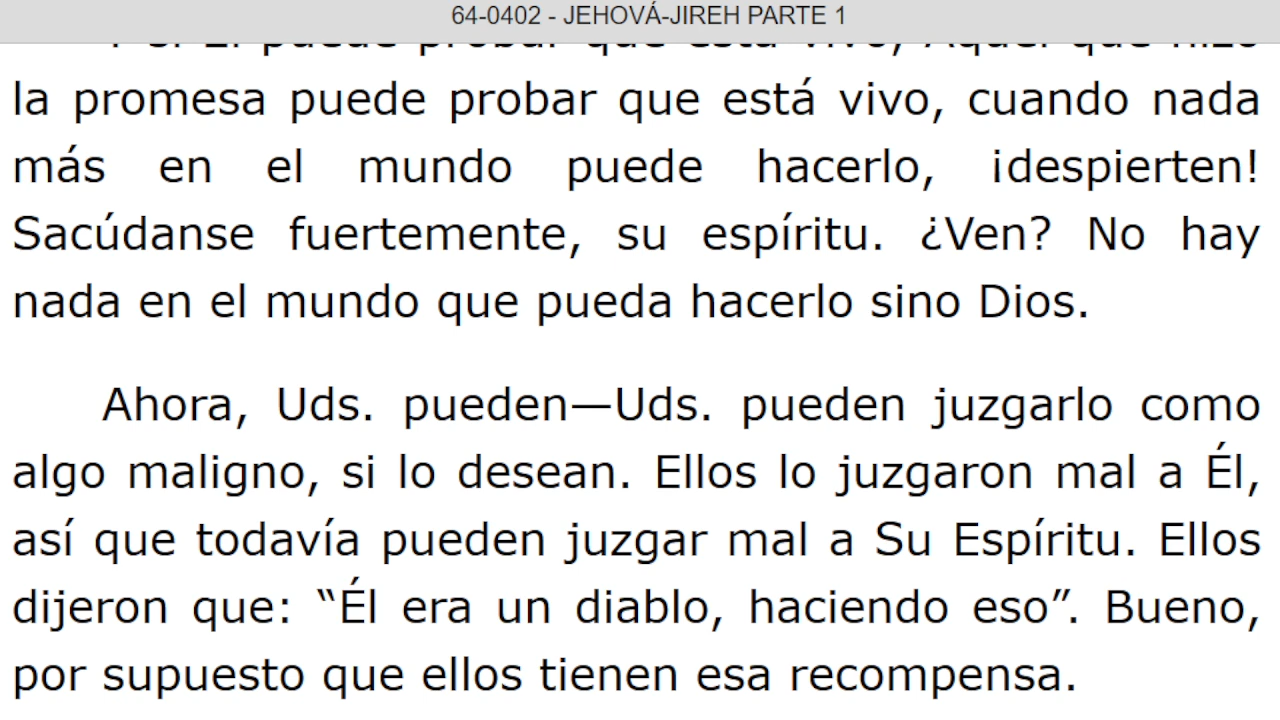 64-0402 - JEHOVÁ-JIREH PARTE 1
la promesa puede probar que está vivo, cuando nada
más en el mundo puede hacerlo, ¡despierten!
Sacúdanse fuertemente, su espíritu. ¿Ven? No hay
nada en el mundo que pueda hacerlo sino Dios.
Ahora, Uds. pueden—Uds. pueden juzgarlo como
algo maligno, si lo desean. Ellos lo juzgaron mal a Él,
así que todavía pueden juzgar mal a Su Espíritu. Ellos
dijeron que: “Él era un diablo, haciendo eso”. Bueno,
por supuesto que ellos tienen esa recompensa.